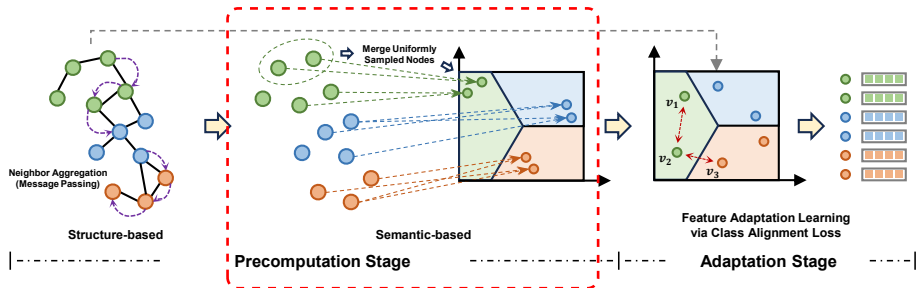 Merge Uniformly
Sampled Nodes
v₁
v₂
v₃
Neighbor Aggregation
(Message Passing)
Structure-based
Semantic-based
Feature Adaptation Learning
via Class Alignment Loss
Precomputation Stage
Adaptation Stage